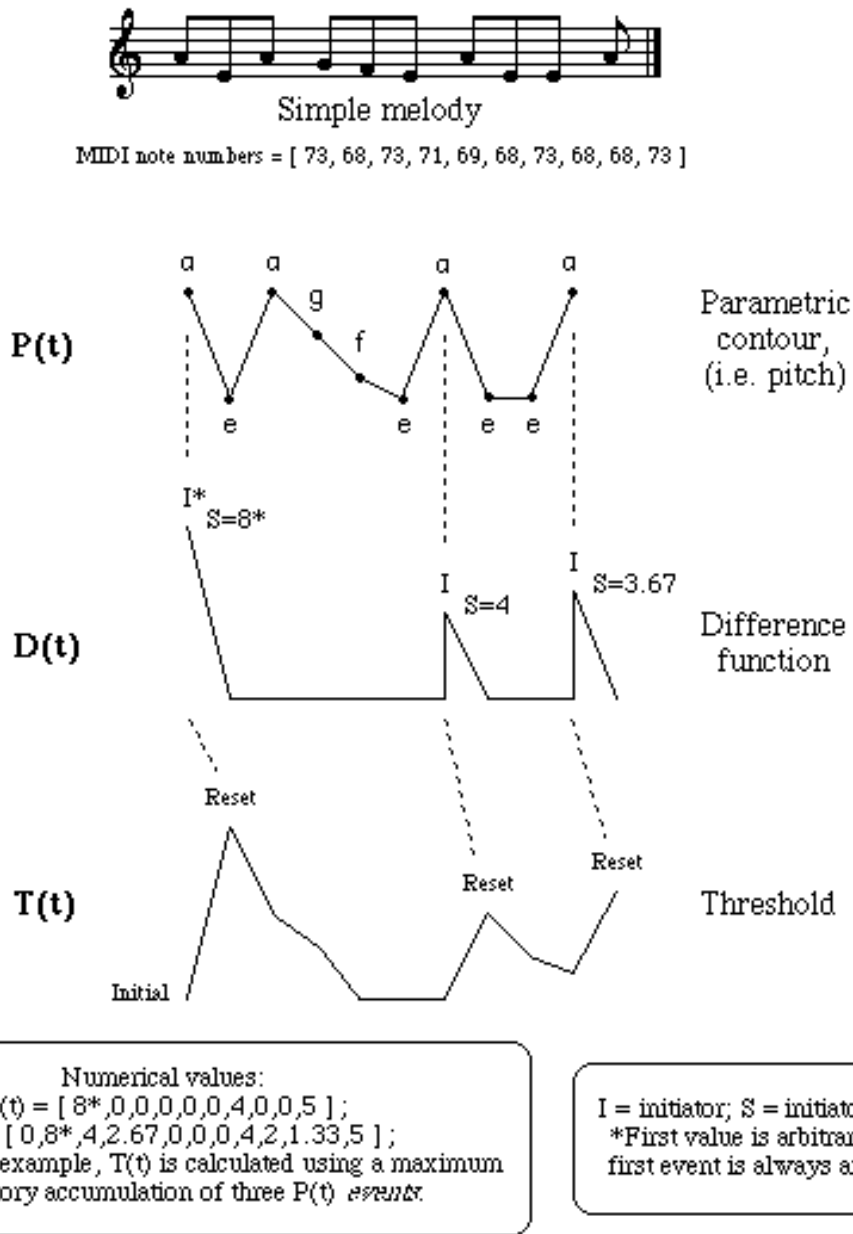 Simple melody
MIDI note numbers = [ 73, 68, 73, 71, 69, 68, 73, 68, 68, 73 ]
a a a a
g
f
P(t)
Parametric
contour,
(i.e. pitch)
e e e e
I*
S=8*
I
S=4
I
S=3.67
D(t)
Difference
function
Reset
Reset
Reset
T(t)
Threshold
Initial
Numerical values:
(t) = [ 8*,0,0,0,0,0,4,0,0,5 ] ;
[ 0,8*,4,2.67,0,0,0,4,2,1.33,5 ] ;
example, T(t) is calculated using a maximum
ory accumulation of three P(t) events.
I = initiator; S = initiato
*First value is arbitrar
first event is always a